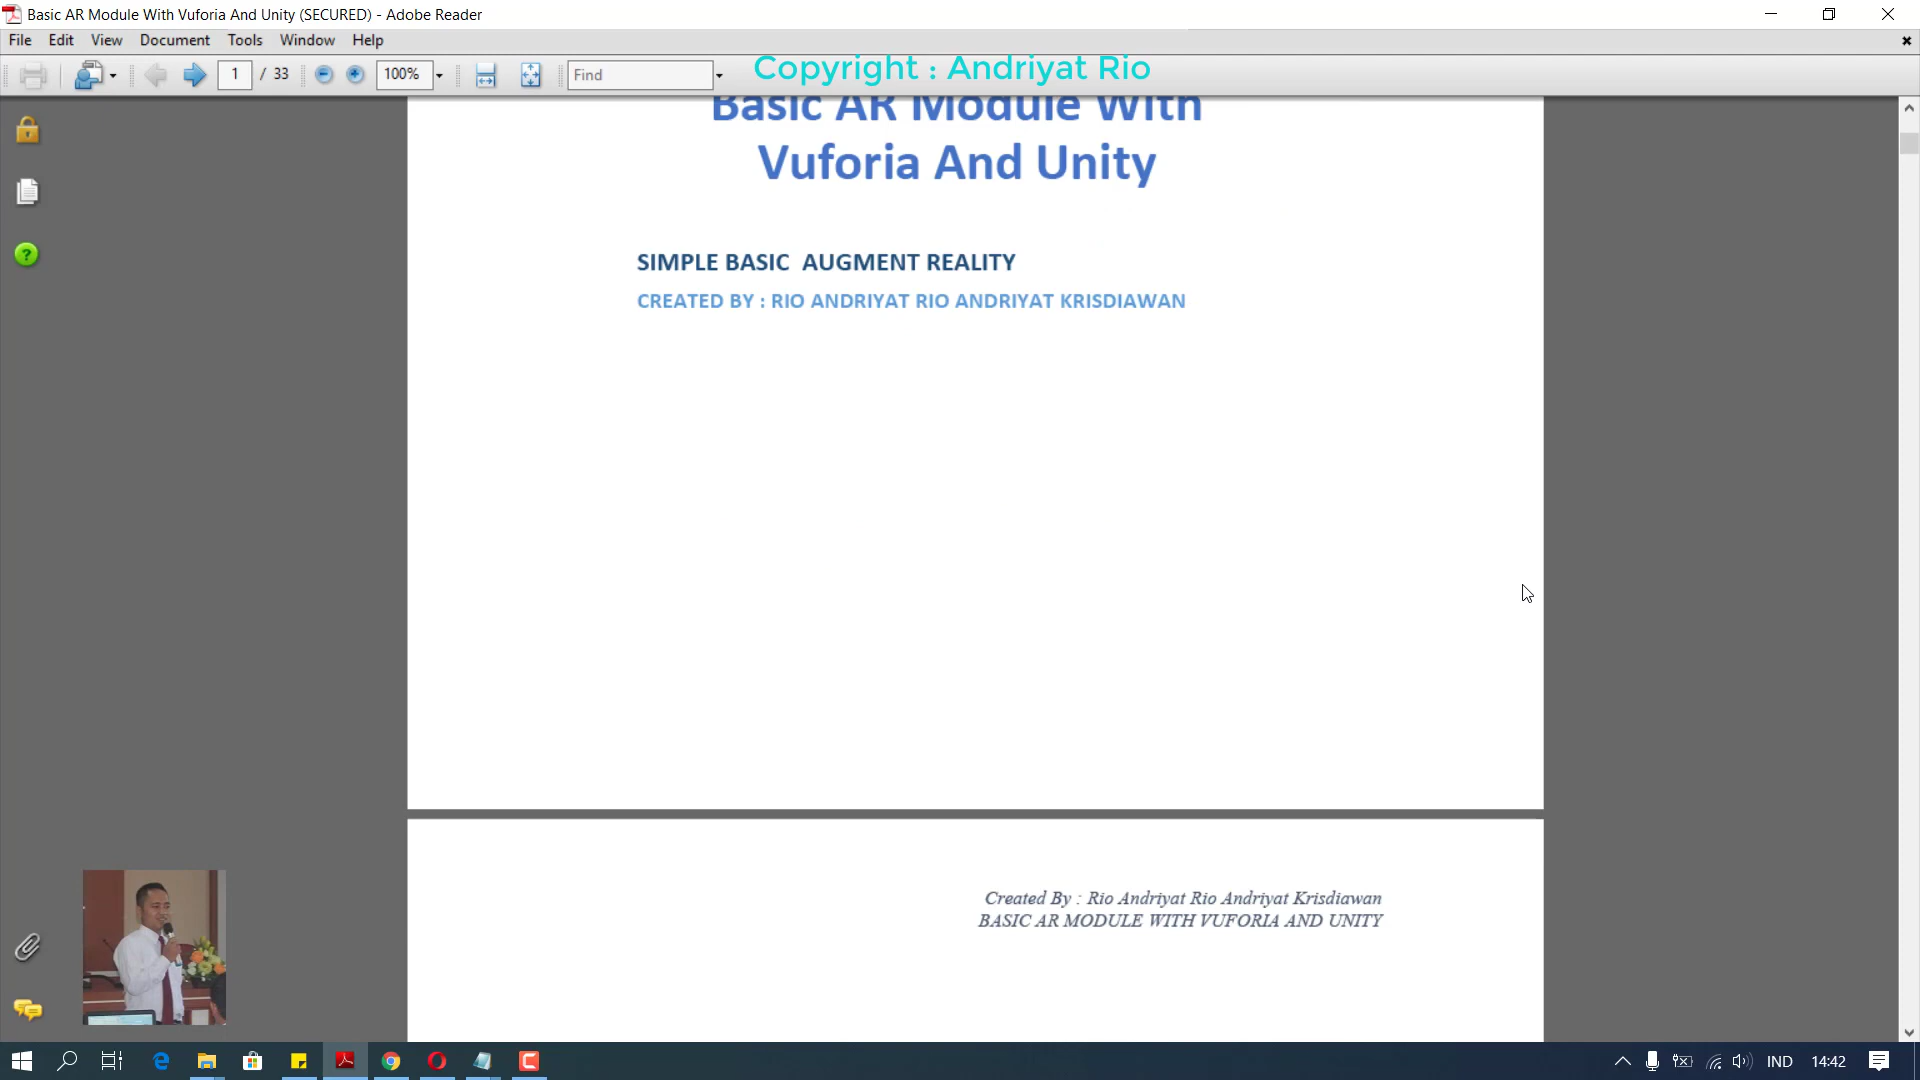 Basic AR Module With Vuforia And Unity (SECURED) - Adobe Reader
File Edit View Document Tools Window Help
1 / 33 100% Find
Copyright : Andriyat Rio
Basic AR Module With
Vuforia And Unity
SIMPLE BASIC AUGMENT REALITY
CREATED BY : RIO ANDRIYAT RIO ANDRIYAT KRISDIAWAN
Created By : Rio Andriyat Rio Andriyat Krisdiawan
BASIC AR MODULE WITH VUFORIA AND UNITY
IND 14:42